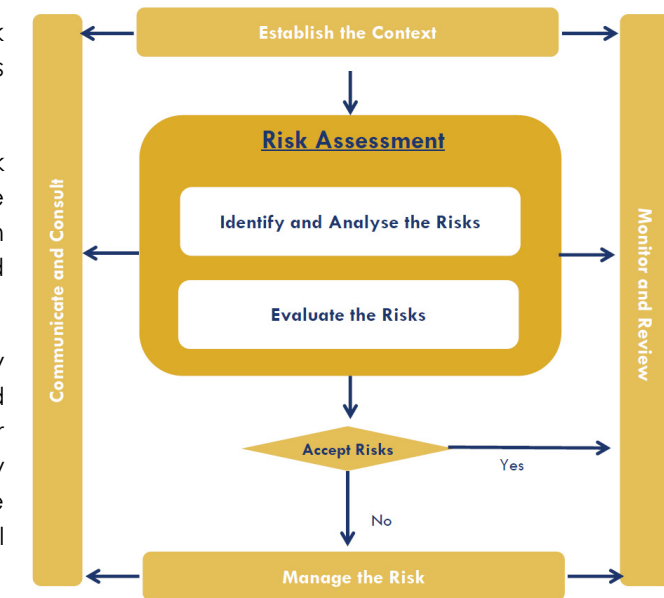 Establish the Context
Risk Assessment
Identify and Analyse the Risks
Evaluate the Risks
Communicate and Consult
Monitor and Review
Accept Risks
Yes
No
Manage the Risk